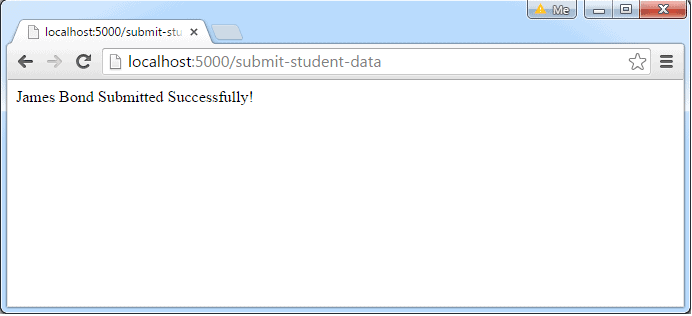 Me
localhost:5000/submit-stu
localhost:5000/submit-student-data
James Bond Submitted Successfully!